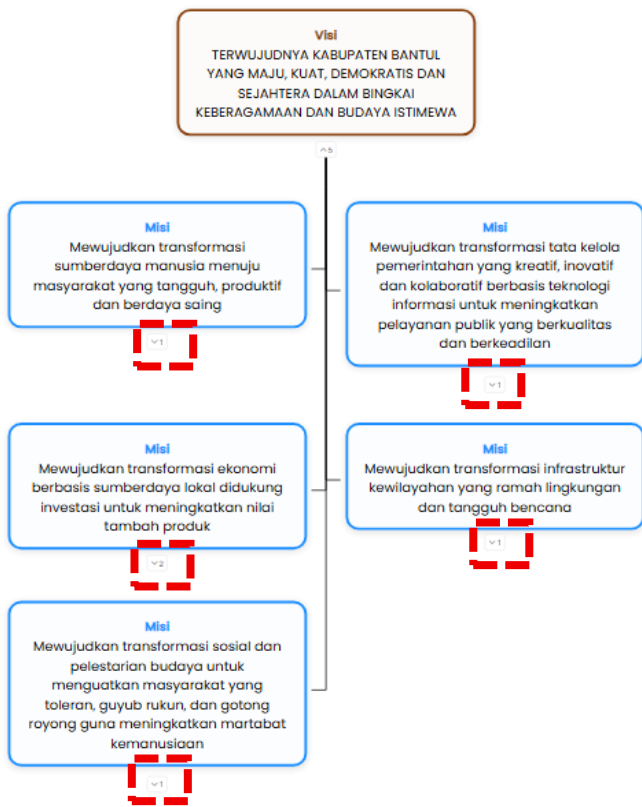 Visi
TERWUJUDNYA KABUPATEN BANTUL
YANG MAJU, KUAT, DEMOKRATIS DAN
SEJAHTERA DALAM BINGKAI
KEBERAGAMAAN DAN BUDAYA ISTIMEWA
5
Misi
Mewujudkan transformasi
sumberdaya manusia menuju
masyarakat yang tangguh, produktif
dan berdaya saing
1
Misi
Mewujudkan transformasi tata kelola
pemerintahan yang kreatif, inovatif
dan kolaboratif berbasis teknologi
informasi untuk meningkatkan
pelayanan publik yang berkualitas
dan berkeadilan
1
Misi
Mewujudkan transformasi ekonomi
berbasis sumberdaya lokal didukung
investasi untuk meningkatkan nilai
tambah produk
2
Misi
Mewujudkan transformasi infrastruktur
kewilayahan yang ramah lingkungan
dan tangguh bencana
1
Misi
Mewujudkan transformasi sosial dan
pelestarian budaya untuk
menguatkan masyarakat yang
toleran, guyub rukun, dan gotong
royong guna meningkatkan martabat
kemanusiaan
1